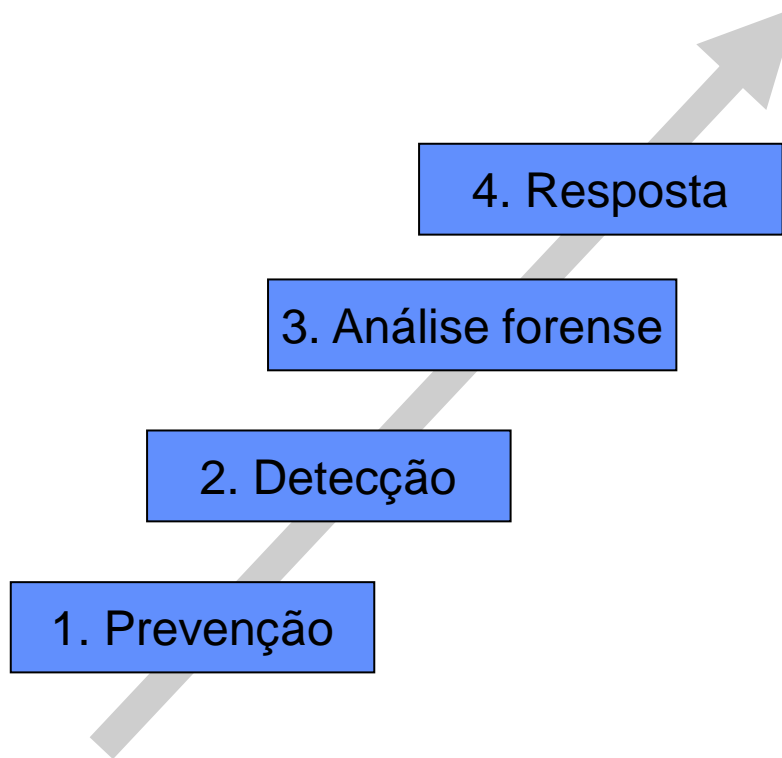 4. Resposta
3. Análise forense
2. Detecção
1. Prevenção